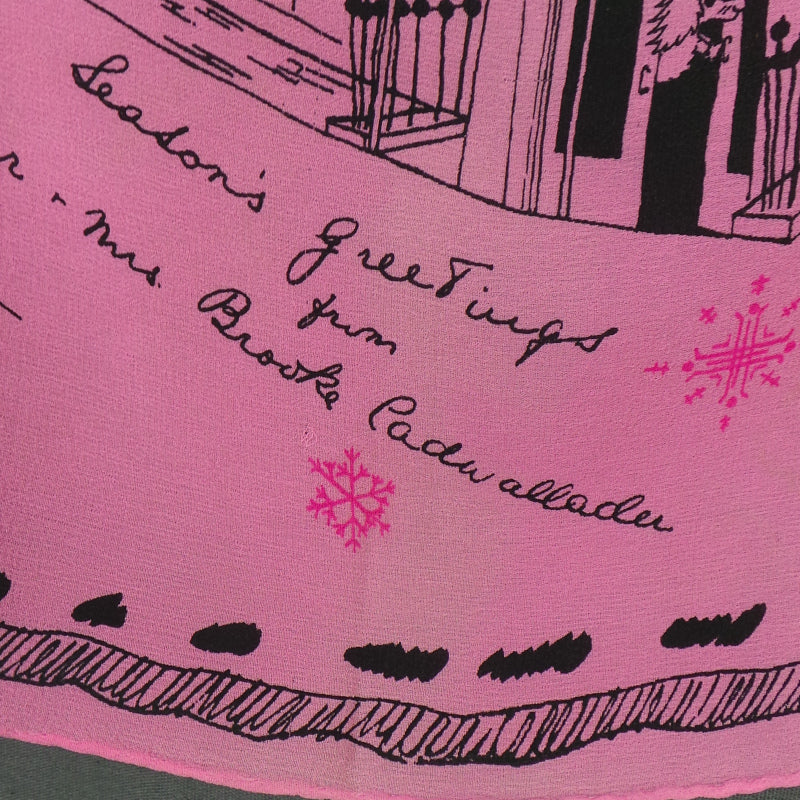 Season's Greetings
from
r - Mrs. Brooke Cadwallader